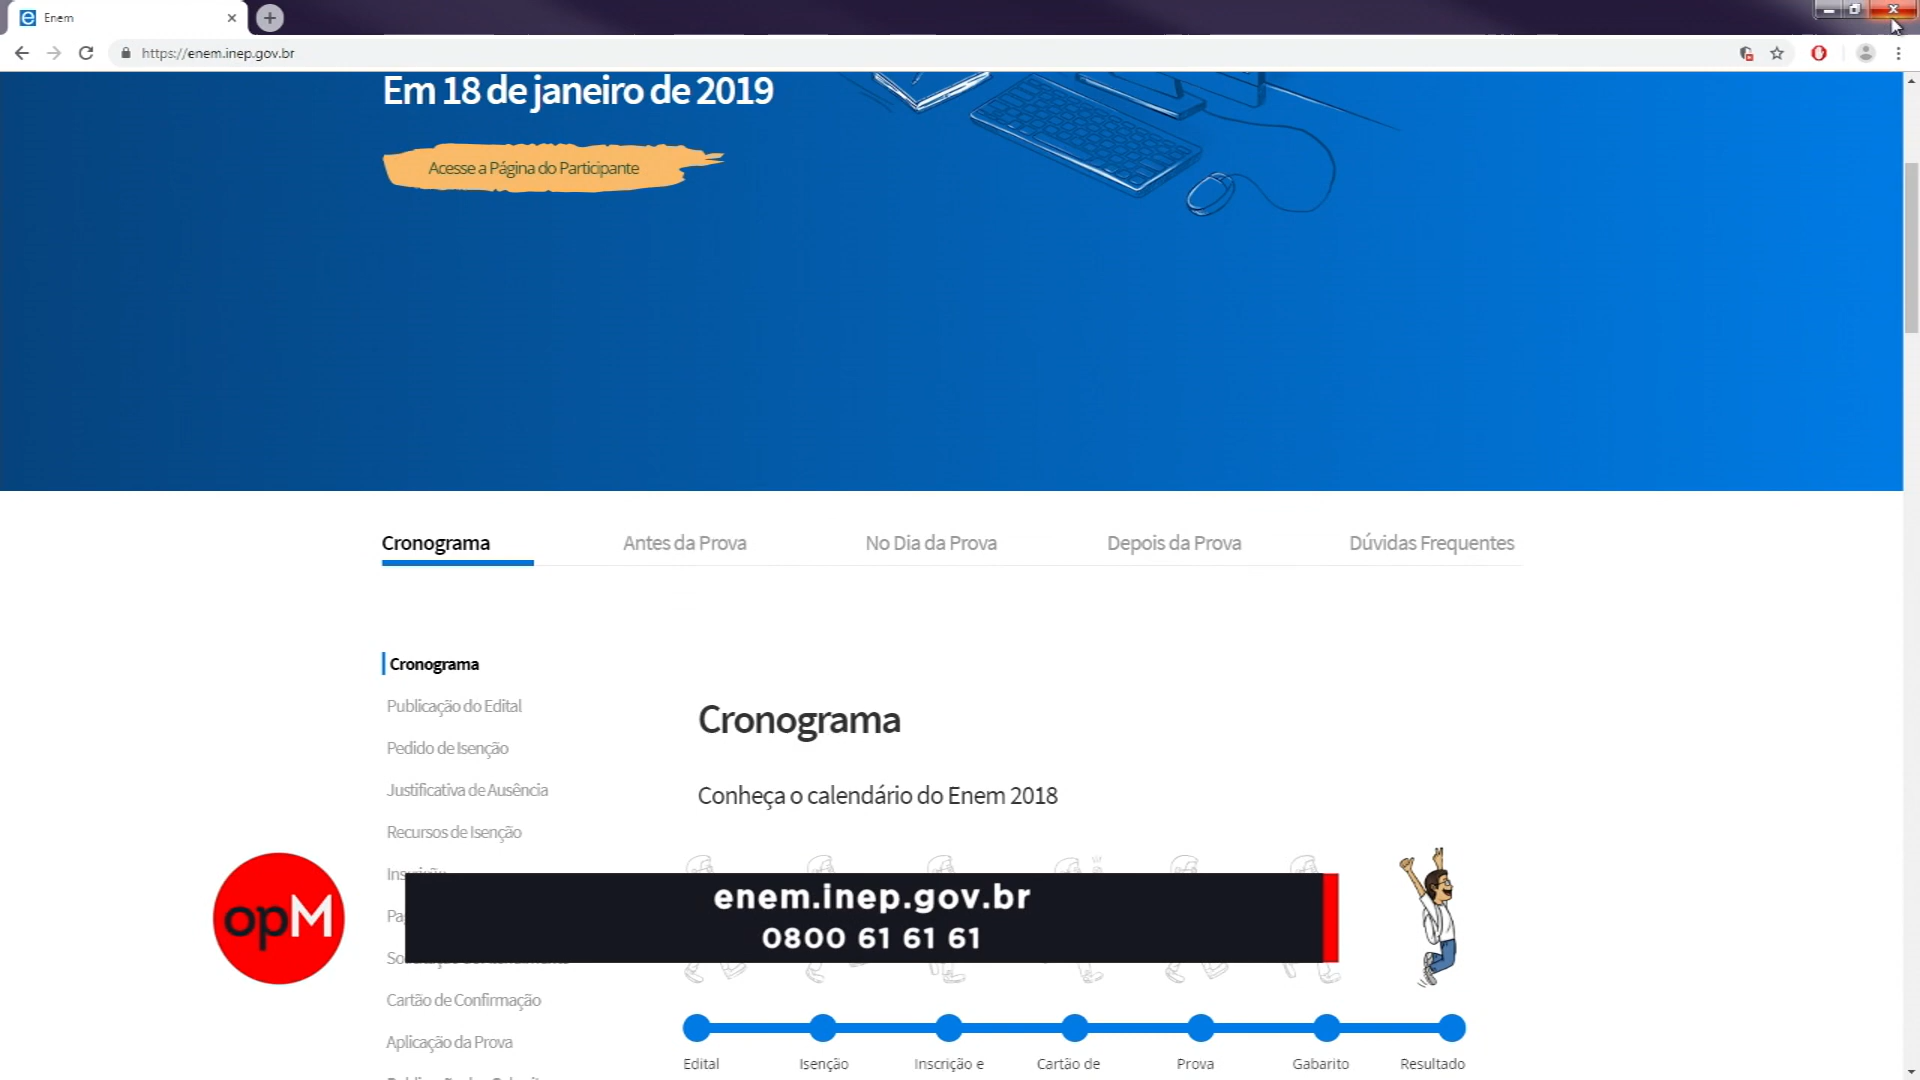 Enem
https://enem.inep.gov.br
Em 18 de janeiro de 2019
Acesse a Página do Participante
Cronograma
Antes da Prova
No Dia da Prova
Depois da Prova
Dúvidas Frequentes
Cronograma
Publicação do Edital
Pedido de Isenção
Justificativa de Ausência
Recursos de Isenção
Cartão de Confirmação
Aplicação da Prova
Cronograma
Conheça o calendário do Enem 2018
opM
enem.inep.gov.br
0800 61 61 61
Edital
Isenção
Inscrição e
Cartão de
Prova
Gabarito
Resultado